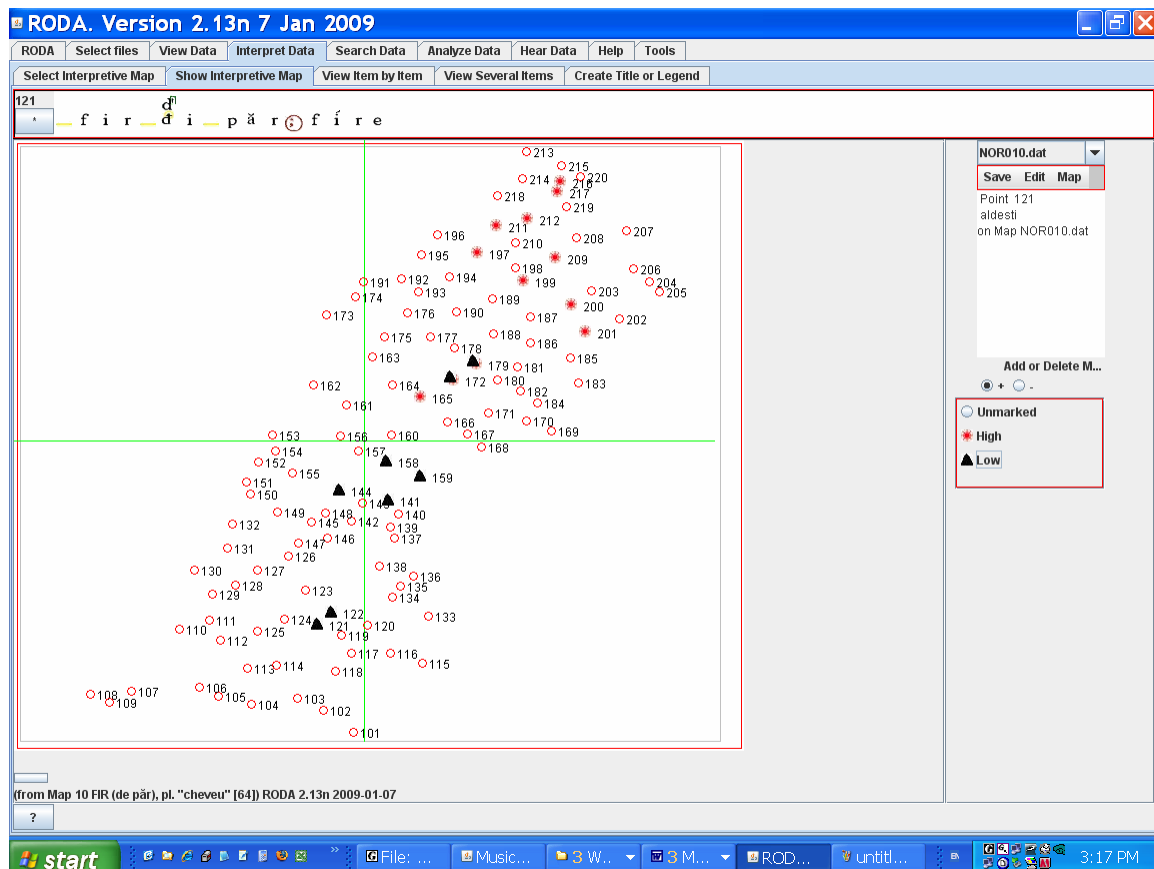 RODA. Version 2.13n 7 Jan 2009
RODA Select files View Data Interpret Data Search Data Analyze Data Hear Data Help Tools
Select Interpretive Map Show Interpretive Map View Item by Item View Several Items Create Title or Legend
121
* _ f i r _ đ i _ p ă r ; f í r e
NOR010.dat
Save Edit Map
Point 121
aldesti
on Map NOR010.dat
Add or Delete M...
+ -
Unmarked
High
Low
213
215
214 216 220
218 217
219
211 212
196 210 208 207
195 197 209
198 206
191 192 194 199 204
174 193 189 203 205
173 176 190 200
187 202
175 177 188 201
178 186
163 179 181 185
162 164 172 180 183
165 182
161 171 184
166 170
153 156 160 167 169
154 157 168
152 158
155 159
151
150 144 141
143
149 148 140
132 145 142 139
147 146 137
131 126
130 127 138 136
128 135
129 123 134
122 133
111 124 121 120
110 125 119
112
117 116
113 114 118 115
108 107 106
109 105 104 103
102
101
(from Map 10 FIR (de păr), pl. "cheveu" [64]) RODA 2.13n 2009-01-07
?
start File: ... Music... 3 W.. 3 M... ROD... untitl... EN 3:17 PM